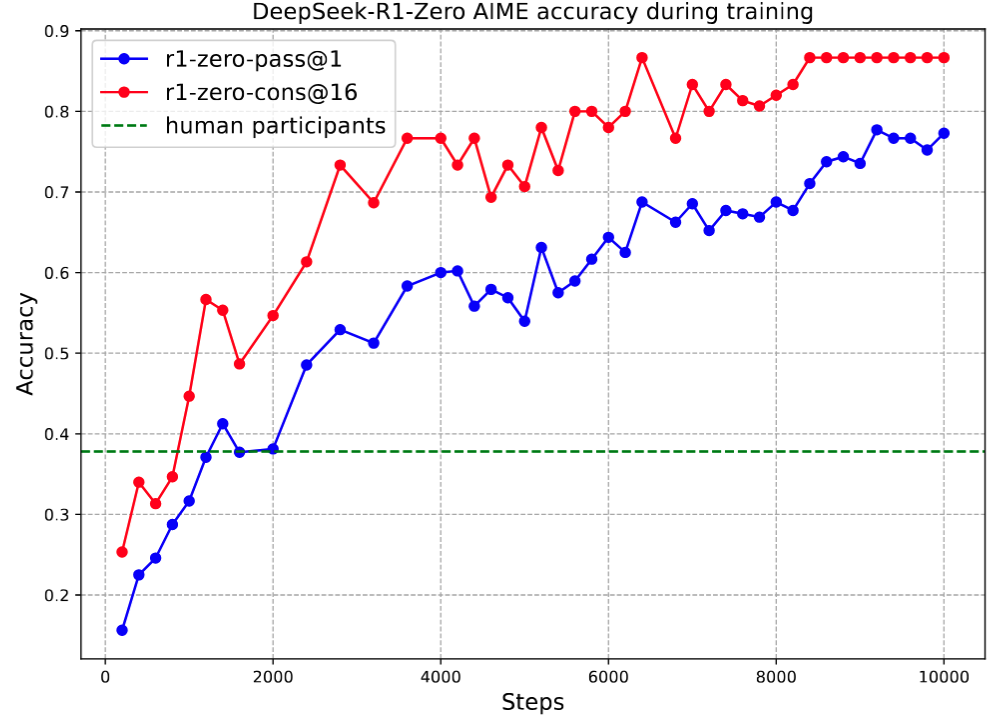 DeepSeek-R1-Zero AIME accuracy during training
r1-zero-pass@1
r1-zero-cons@16
human participants
Accuracy
0.9
0.8
0.7
0.6
0.5
0.4
0.3
0.2
0 2000 4000 6000 8000 10000
Steps